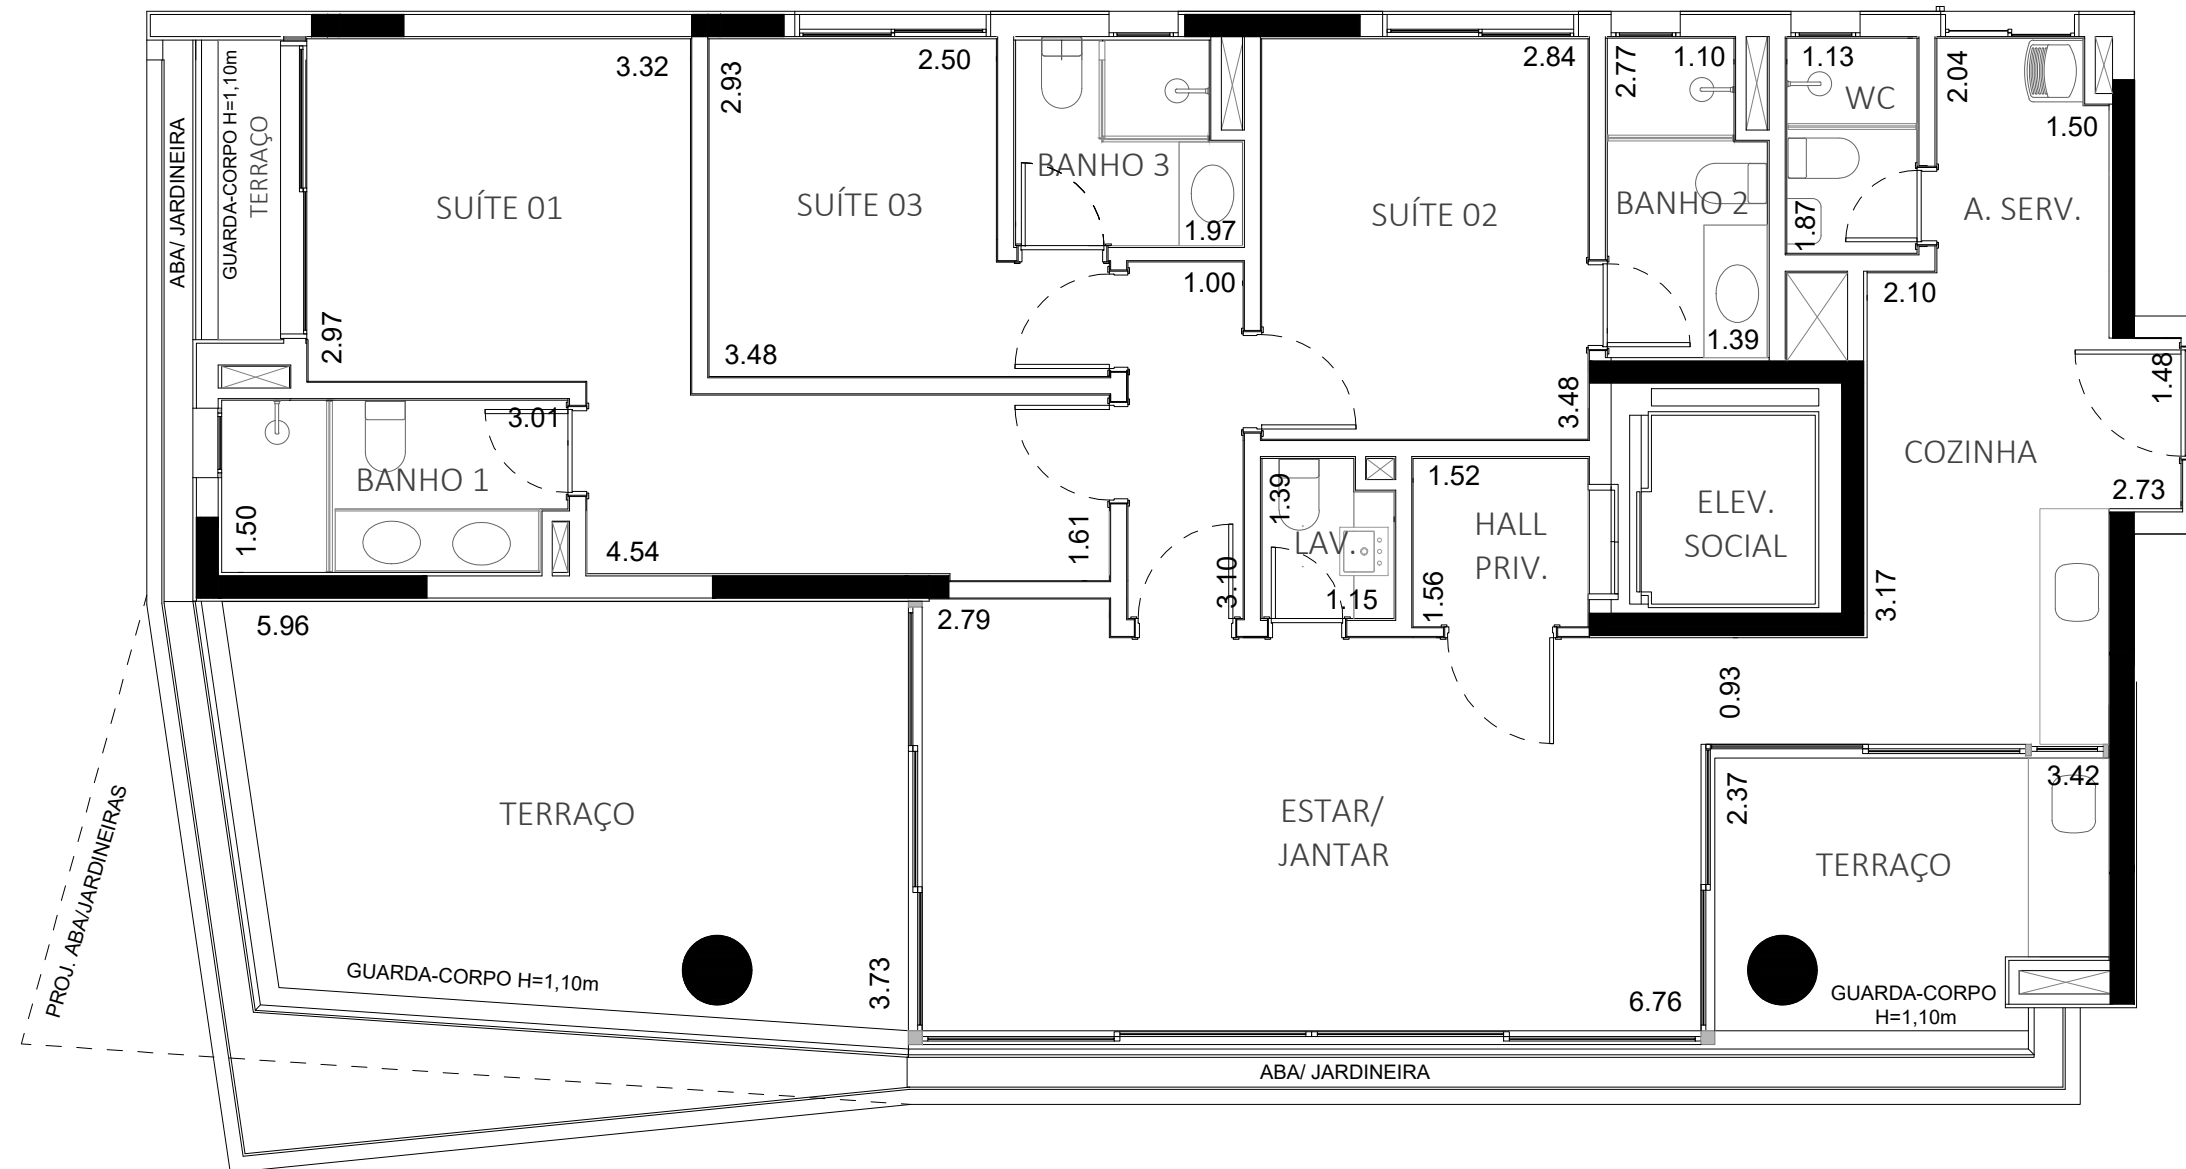 ABA/ JARDINEIRA
GUARDA-CORPO H=1,10m
TERRAÇO
3.32
SUÍTE 01
2.97
2.93
2.50
SUÍTE 03
3.48
BANHO 3
1.97
1.00
2.84
SUÍTE 02
3.48
2.77
1.10
BANHO 2
1.39
1.13
WC
1.87
2.04
1.50
A. SERV.
2.10
1.48
COZINHA
2.73
3.17
3.01
BANHO 1
1.50
4.54
1.61
3.10
1.39
LAV.
1.15
1.52
HALL
PRIV.
1.56
ELEV.
SOCIAL
5.96
2.79
0.93
TERRAÇO
3.73
GUARDA-CORPO H=1,10m
PROJ. ABA/JARDINEIRAS
ESTAR/
JANTAR
6.76
2.37
3.42
TERRAÇO
GUARDA-CORPO
H=1,10m
ABA/ JARDINEIRA